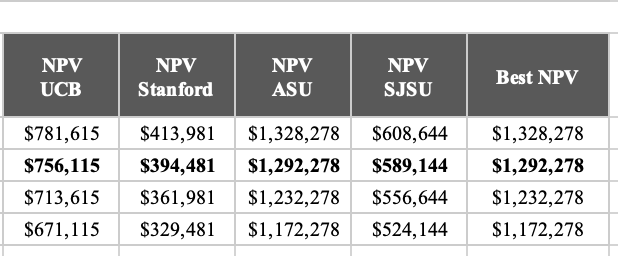 NPV UCB NPV Stanford NPV ASU NPV SJSU Best NPV
$781,615 $413,981 $1,328,278 $608,644 $1,328,278
$756,115 $394,481 $1,292,278 $589,144 $1,292,278
$713,615 $361,981 $1,232,278 $556,644 $1,232,278
$671,115 $329,481 $1,172,278 $524,144 $1,172,278